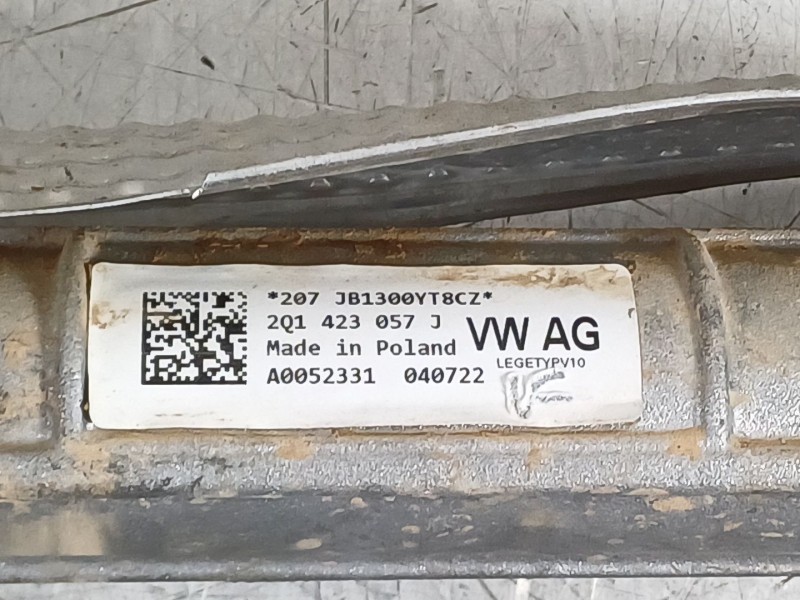 *207 JB1300YT8CZ*
2Q1 423 057 J
VW AG
Made in Poland
LEGETYPV10
A0052331 040722